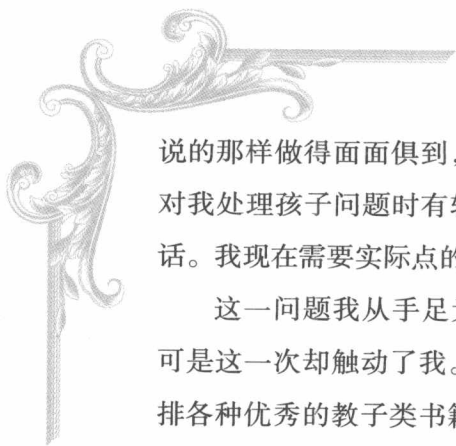 说的那样做得面面俱到，
对我处理孩子问题时有
话。我现在需要实际点的
这一问题我从手足
可是这一次却触动了我。
排各种优秀的教子类书籍